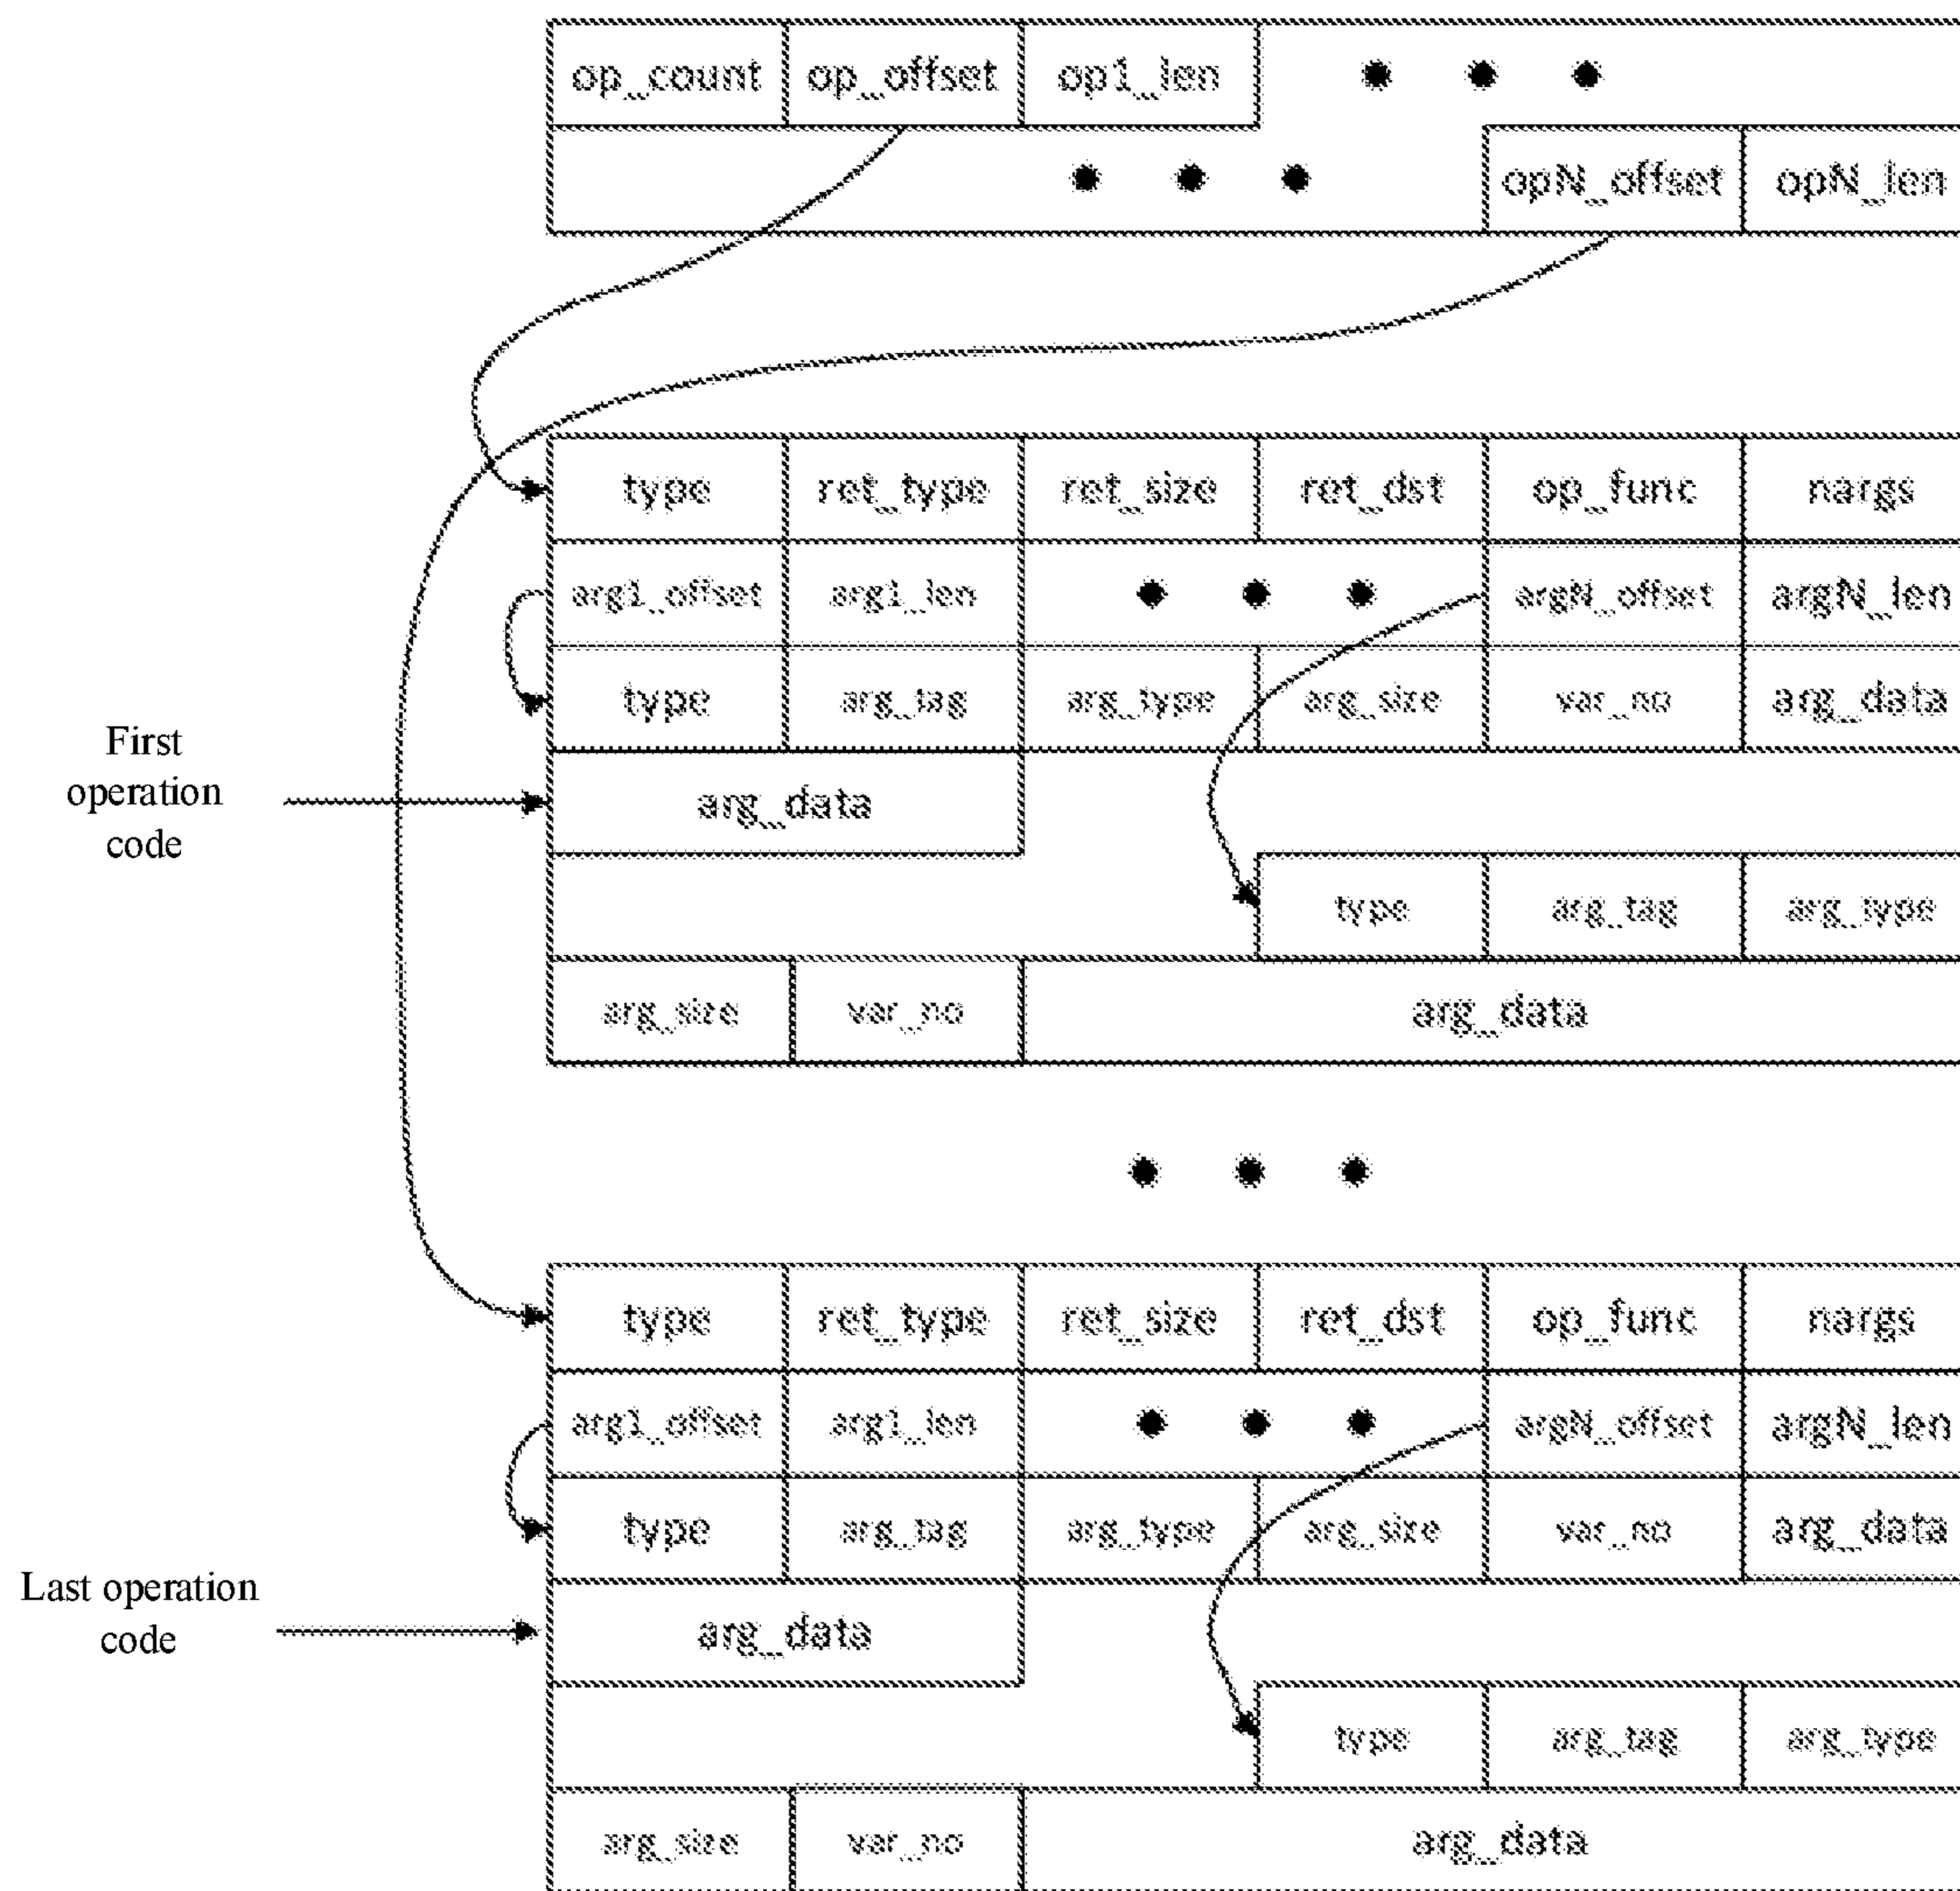 op_count op_offset op1_len
opN_offset opN_len
type ret_type ret_size ret_dst op_func nargs
arg1_offset arg1_len argN_offset argN_len
type arg_tag arg_type arg_size var_no arg_data
First
operation
code
arg_data
type arg_tag arg_type
arg_size var_no arg_data
type ret_type ret_size ret_dst op_func nargs
arg1_offset arg1_len argN_offset argN_len
type arg_tag arg_type arg_size var_no arg_data
Last operation
code
arg_data
type arg_tag arg_type
arg_size var_no arg_data